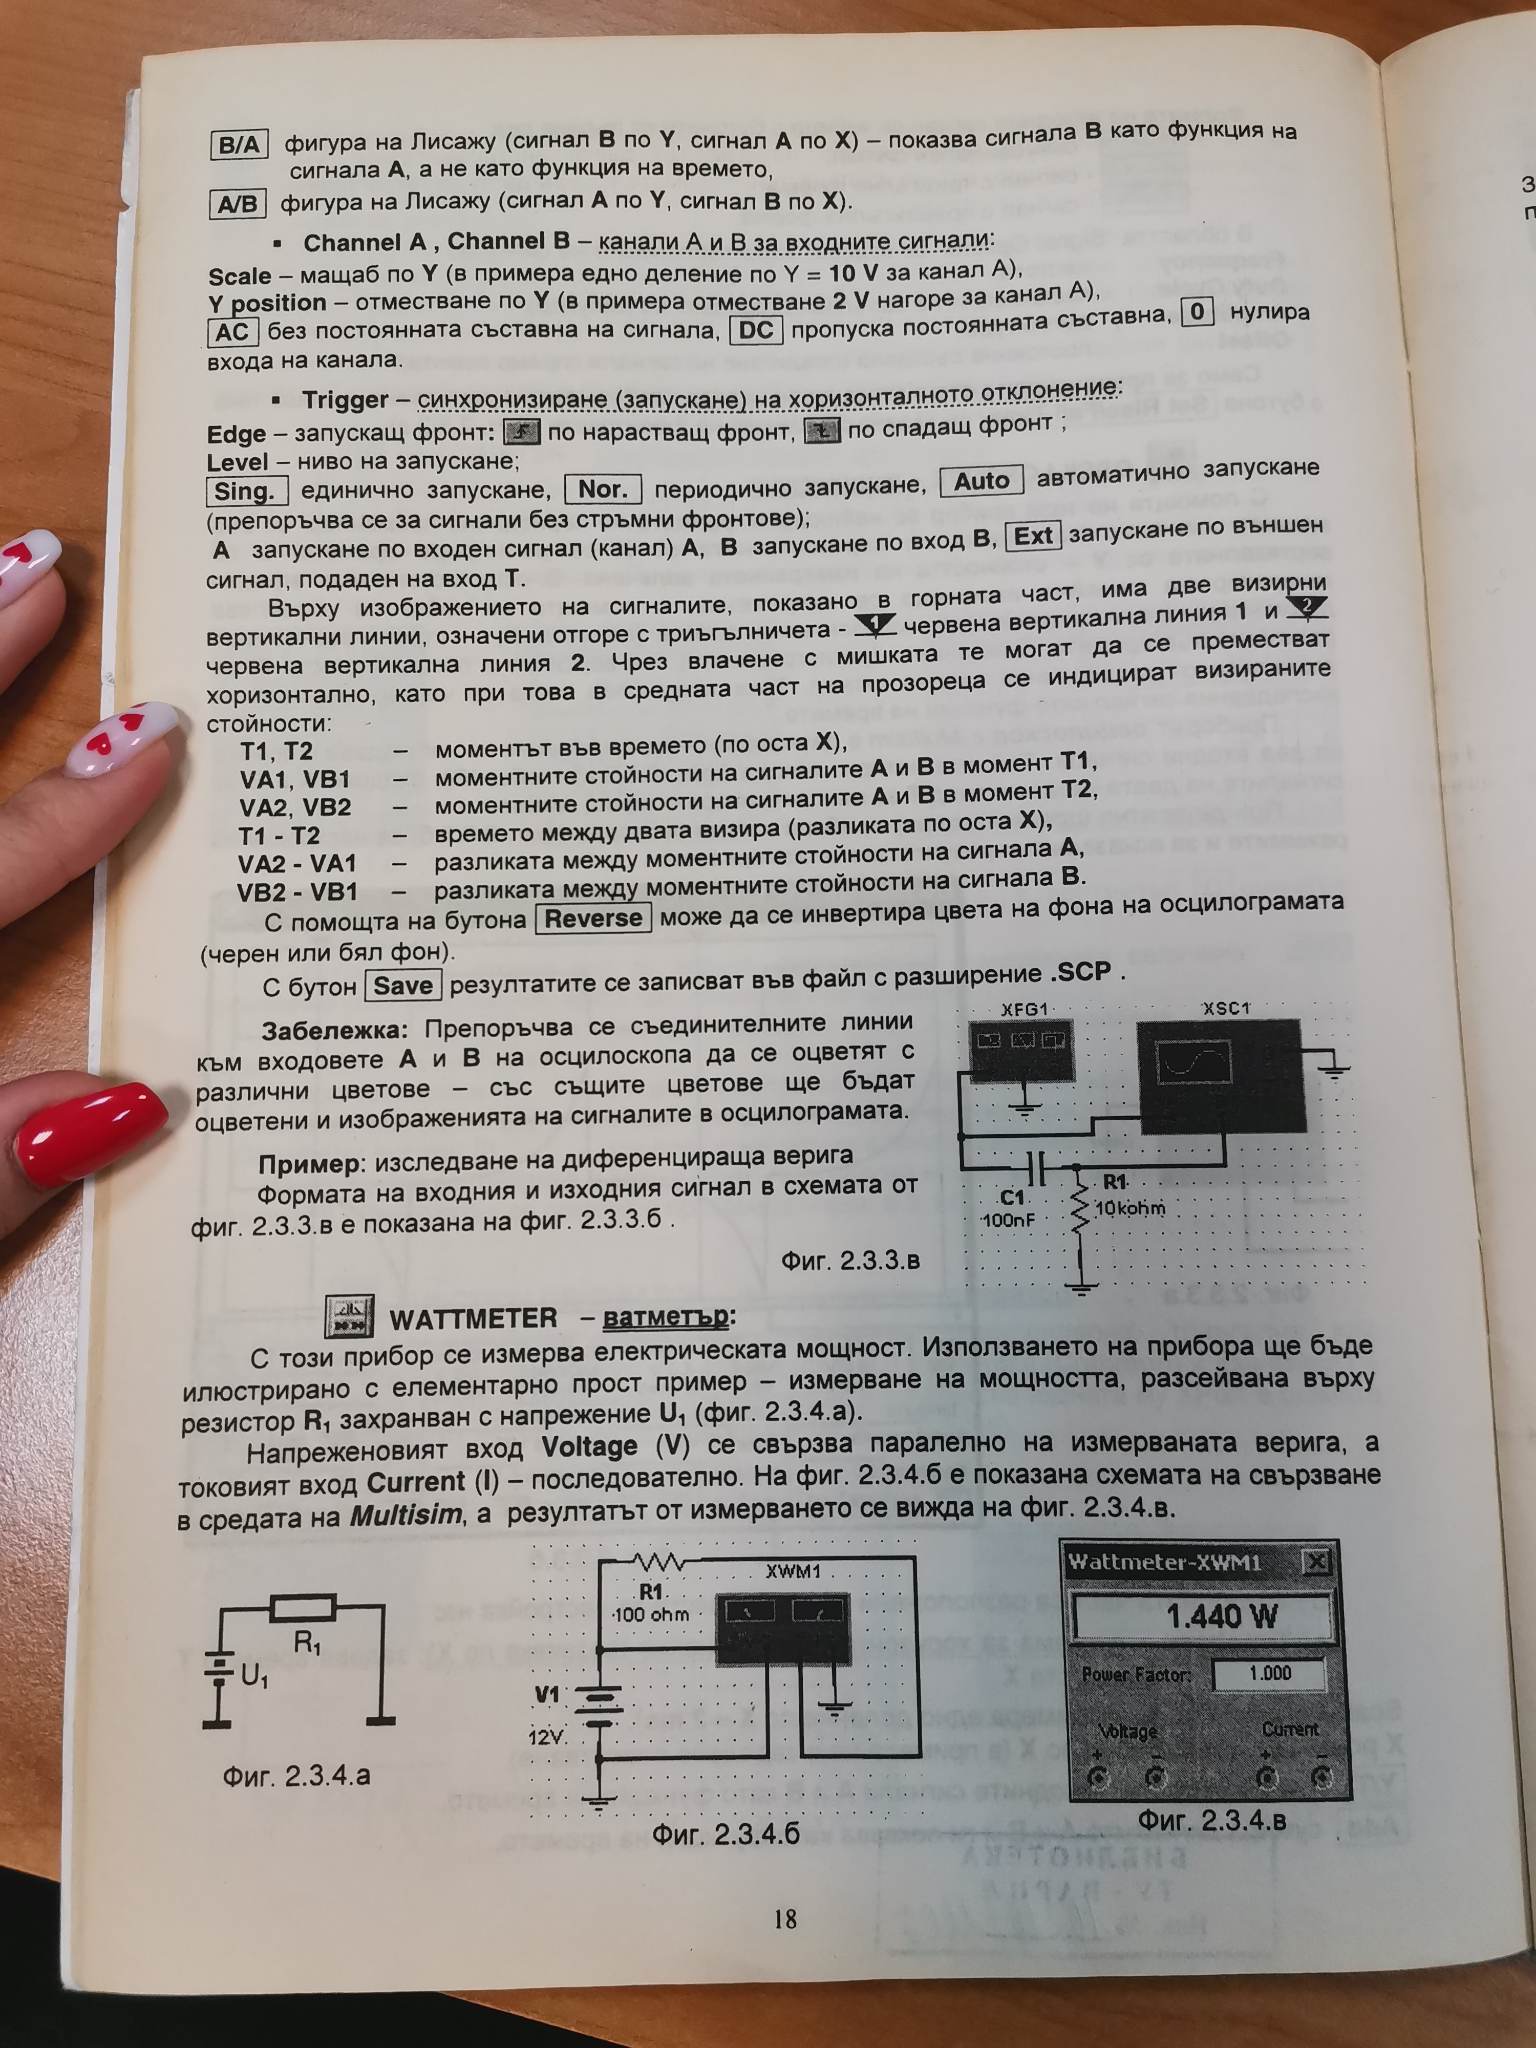 B/A фигура на Лисажу (сигнал B по Y, сигнал A по X) – показва сигнала B като функция на
сигнала A, а не като функция на времето,
A/B фигура на Лисажу (сигнал A по Y, сигнал B по X).
▪ Channel A , Channel B – канали A и B за входните сигнали:
Scale – мащаб по Y (в примера едно деление по Y = 10 V за канал A),
Y position – отместване по Y (в примера отместване 2 V нагоре за канал A),
AC без постоянната съставна на сигнала, DC пропуска постоянната съставна, 0 нулира
входа на канала.
▪ Trigger – синхронизиране (запускане) на хоризонталното отклонение:
Edge – запускащ фронт: по нарастващ фронт, по спадащ фронт ;
Level – ниво на запускане;
Sing. единично запускане, Nor. периодично запускане, Auto автоматично запускане
(препоръчва се за сигнали без стръмни фронтове);
A запускане по входен сигнал (канал) A, B запускане по вход B, Ext запускане по външен
сигнал, подаден на вход T.
Върху изображението на сигналите, показано в горната част, има две визирни
вертикални линии, означени отгоре с триъгълничета - 1 червена вертикална линия 1 и 2
червена вертикална линия 2. Чрез влачене с мишката те могат да се преместват
хоризонтално, като при това в средната част на прозореца се индицират визираните
стойности:
T1, T2 – моментът във времето (по оста X),
VA1, VB1 – моментните стойности на сигналите A и B в момент T1,
VA2, VB2 – моментните стойности на сигналите A и B в момент T2,
T1 - T2 – времето между двата визира (разликата по оста X),
VA2 - VA1 – разликата между моментните стойности на сигнала A,
VB2 - VB1 – разликата между моментните стойности на сигнала B.
С помощта на бутона Reverse може да се инвертира цвета на фона на осцилограмата
(черен или бял фон).
С бутон Save резултатите се записват във файл с разширение .SCP .
Забележка: Препоръчва се съединителните линии
към входовете A и B на осцилоскопа да се оцветят с
различни цветове – със същите цветове ще бъдат
оцветени и изображенията на сигналите в осцилограмата.
Пример: изследване на диференцираща верига
Формата на входния и изходния сигнал в схемата от
фиг. 2.3.3.в е показана на фиг. 2.3.3.б .
XFG1
XSC1
C1
100nF
R1
10kohm
Фиг. 2.3.3.в
WATTMETER – ватметър:
С този прибор се измерва електрическата мощност. Използването на прибора ще бъде
илюстрирано с елементарно прост пример – измерване на мощността, разсейвана върху
резистор R₁ захранван с напрежение U₁ (фиг. 2.3.4.а).
Напреженовият вход Voltage (V) се свързва паралелно на измерваната верига, а
токовият вход Current (I) – последователно. На фиг. 2.3.4.б е показана схемата на свързване
в средата на Multisim, а резултатът от измерването се вижда на фиг. 2.3.4.в.
R₁
U₁
Фиг. 2.3.4.а
R1
100 ohm
XWM1
V1
12V
Фиг. 2.3.4.б
Wattmeter-XWM1 X
1.440 W
Power Factor: 1.000
Voltage Current
+ − + −
Фиг. 2.3.4.в
18